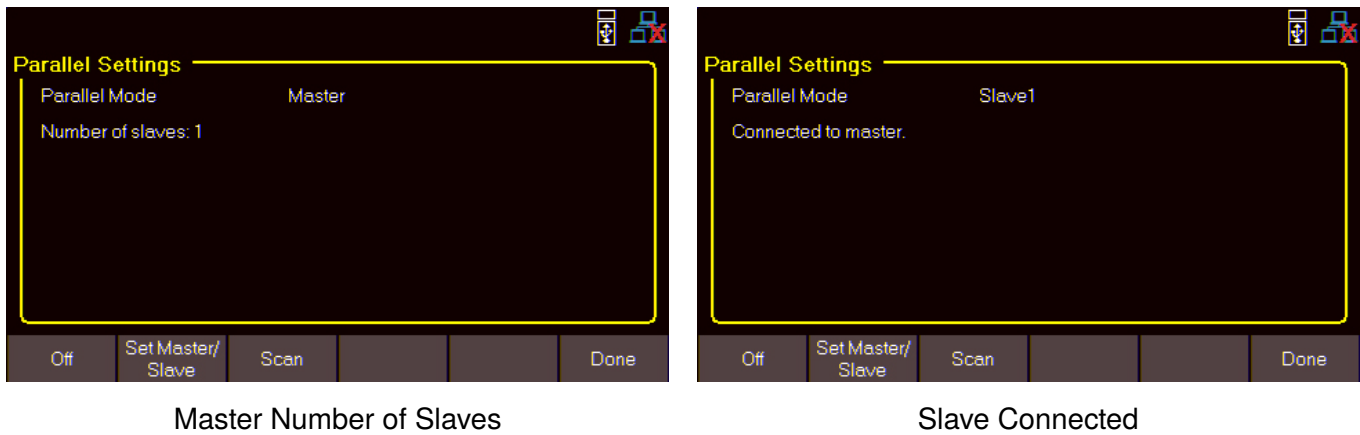 Parallel Settings
Parallel Mode Master
Number of slaves: 1
Off Set Master/ Slave Scan Done
Master Number of Slaves
Parallel Settings
Parallel Mode Slave1
Connected to master.
Off Set Master/ Slave Scan Done
Slave Connected